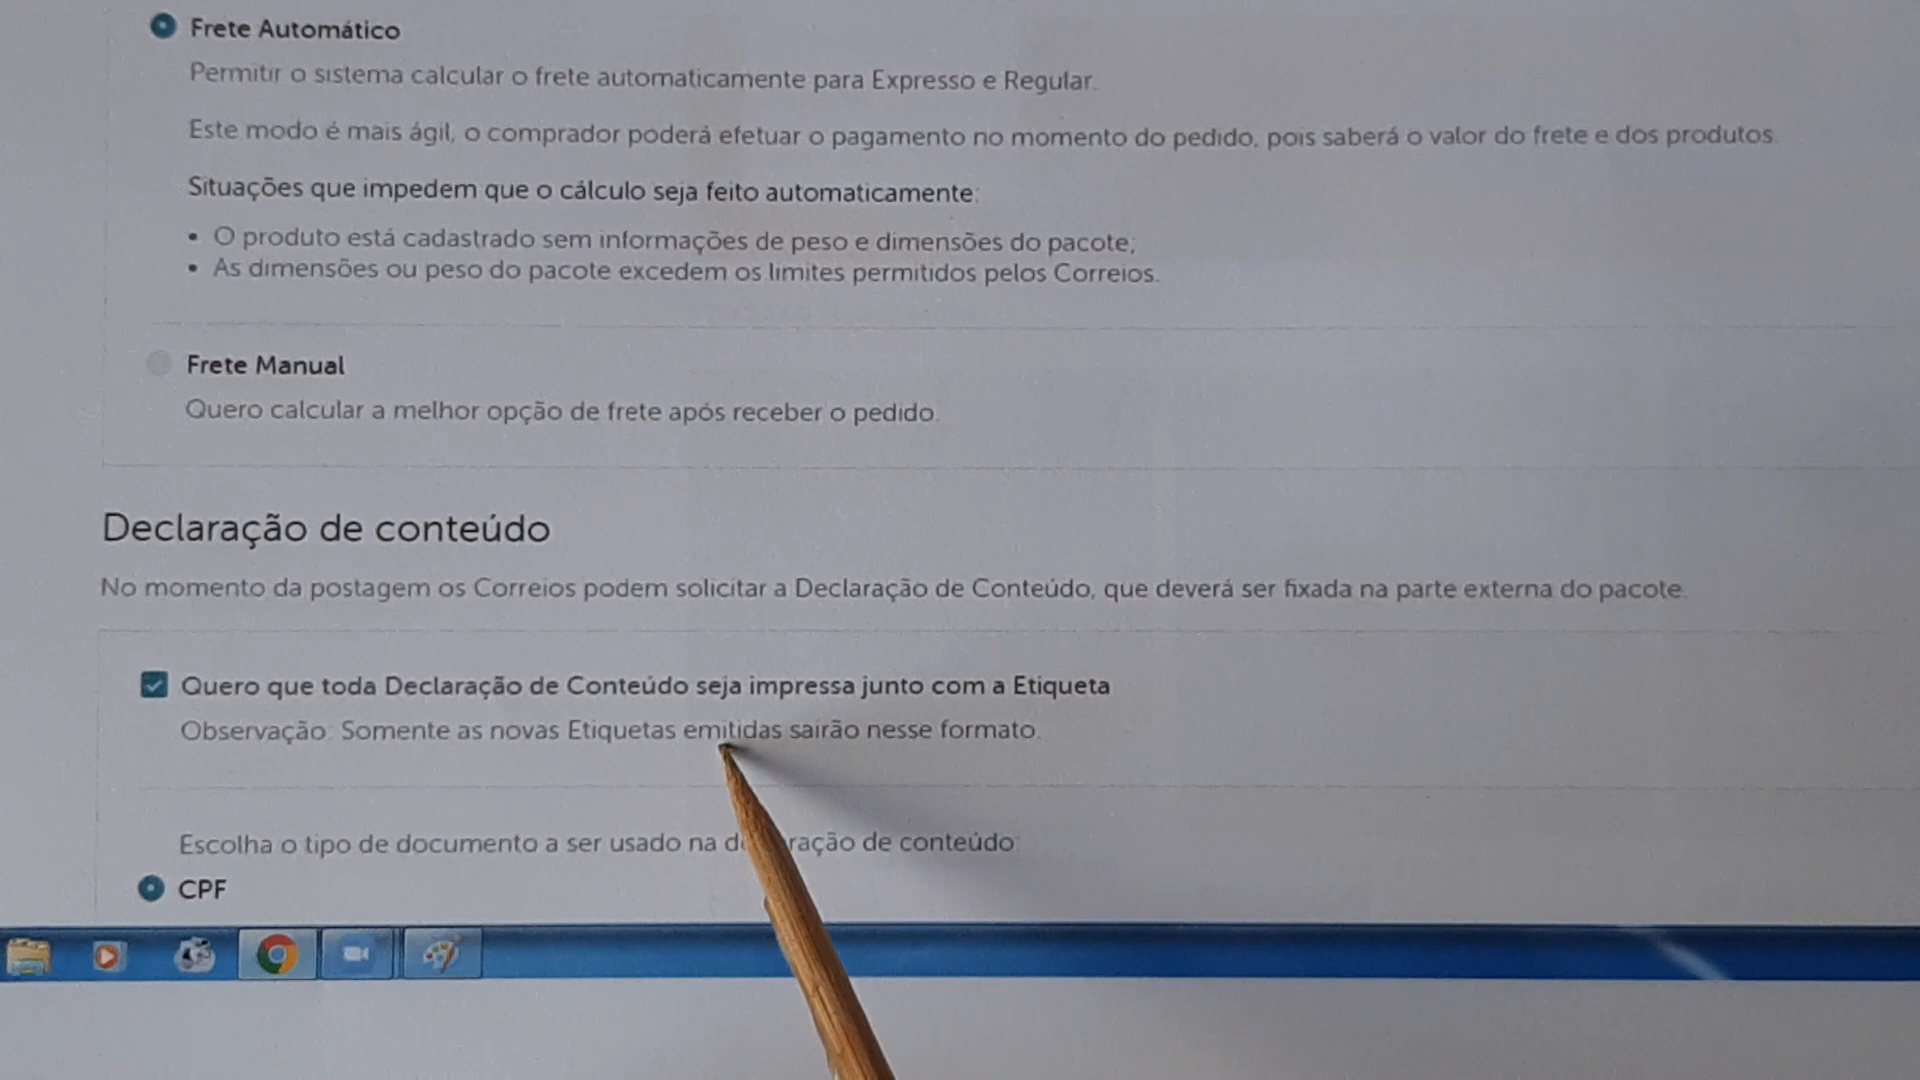 Frete Automático
Permitir o sistema calcular o frete automaticamente para Expresso e Regular.
Este modo é mais ágil, o comprador poderá efetuar o pagamento no momento do pedido, pois saberá o valor do frete e dos produtos.
Situações que impedem que o cálculo seja feito automaticamente:
• O produto está cadastrado sem informações de peso e dimensões do pacote;
• As dimensões ou peso do pacote excedem os limites permitidos pelos Correios.
Frete Manual
Quero calcular a melhor opção de frete após receber o pedido.
Declaração de conteúdo
No momento da postagem os Correios podem solicitar a Declaração de Conteúdo, que deverá ser fixada na parte externa do pacote.
Quero que toda Declaração de Conteúdo seja impressa junto com a Etiqueta
Observação: Somente as novas Etiquetas emitidas sairão nesse formato.
Escolha o tipo de documento a ser usado na de ração de conteúdo:
CPF